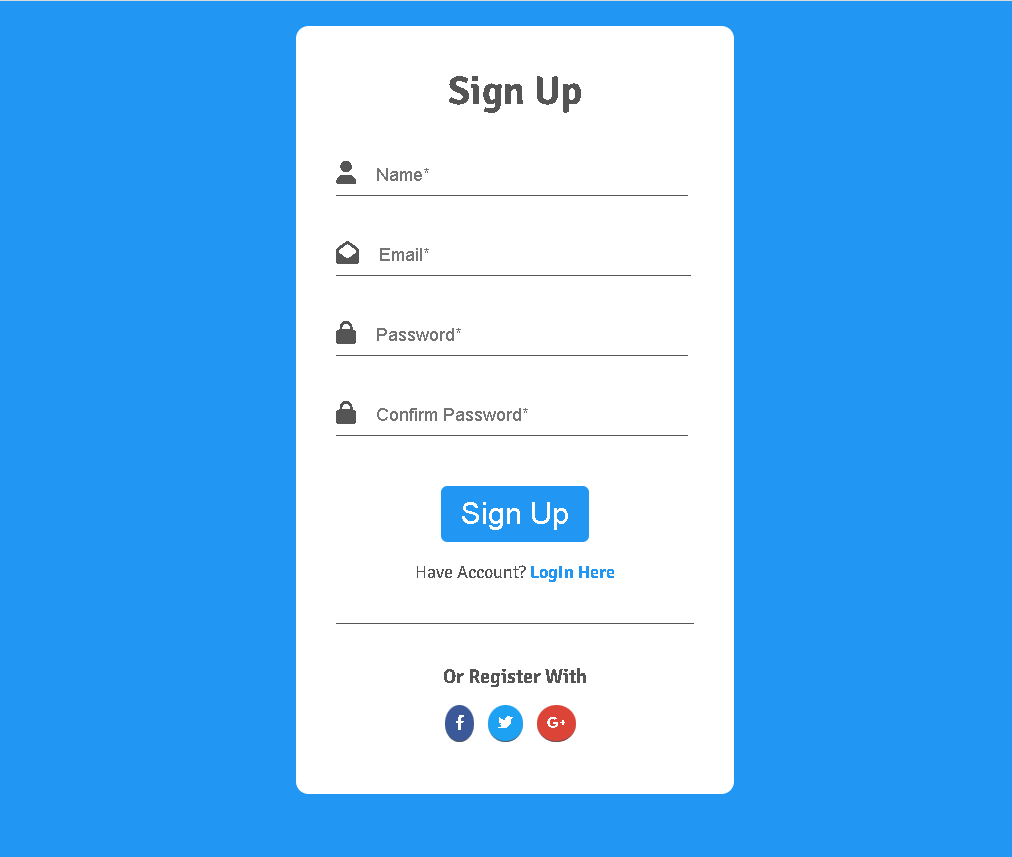 Sign Up
Name*
Email*
Password*
Confirm Password*
Sign Up
Have Account? LogIn Here
Or Register With
f
G+